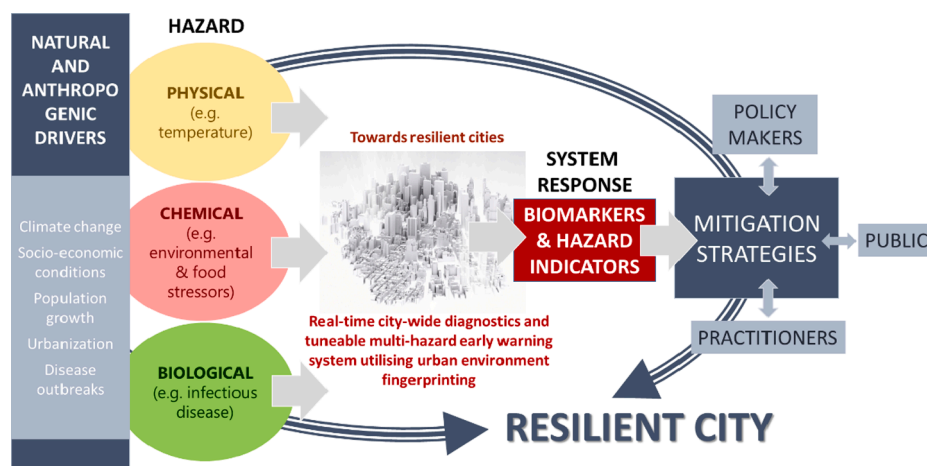 NATURAL
AND
ANTHROPO
GENIC
DRIVERS
Climate change
Socio-economic
conditions
Population
growth
Urbanization
Disease
outbreaks
HAZARD
PHYSICAL
(e.g.
temperature)
CHEMICAL
(e.g.
environmental
& food
stressors)
BIOLOGICAL
(e.g. infectious
disease)
Towards resilient cities
Real-time city-wide diagnostics and
tuneable multi-hazard early warning
system utilising urban environment
fingerprinting
SYSTEM
RESPONSE
BIOMARKERS
& HAZARD
INDICATORS
POLICY
MAKERS
MITIGATION
STRATEGIES
PUBLIC
PRACTITIONERS
RESILIENT CITY